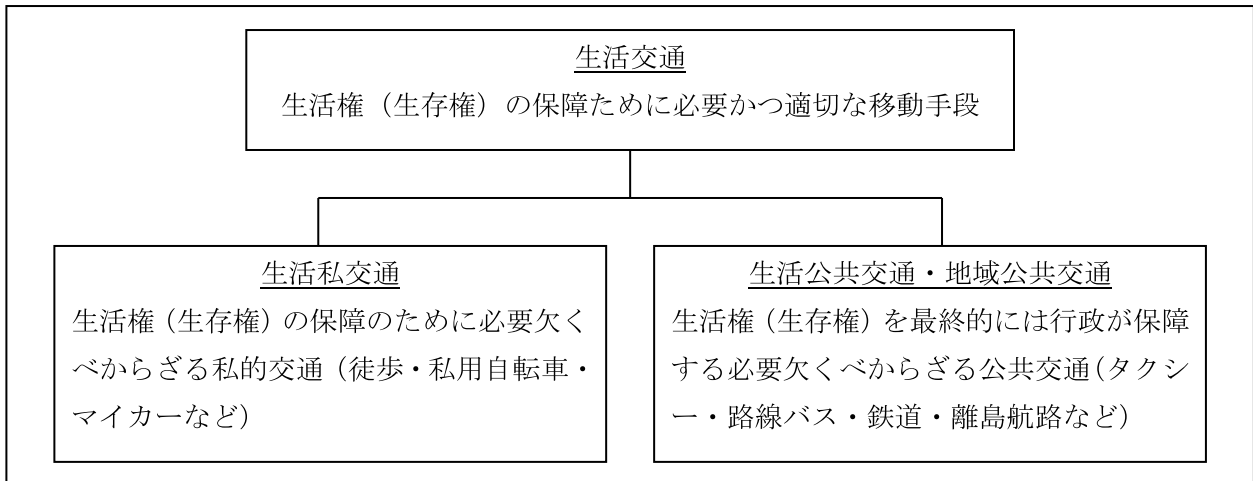 生活交通
生活権（生存権）の保障ために必要かつ適切な移動手段
生活私交通
生活権（生存権）の保障のために必要欠く
べからざる私的交通（徒歩・私用自転車・
マイカーなど）
生活公共交通・地域公共交通
生活権（生存権）を最終的には行政が保障
する必要欠くべからざる公共交通（タクシ
ー・路線バス・鉄道・離島航路など）